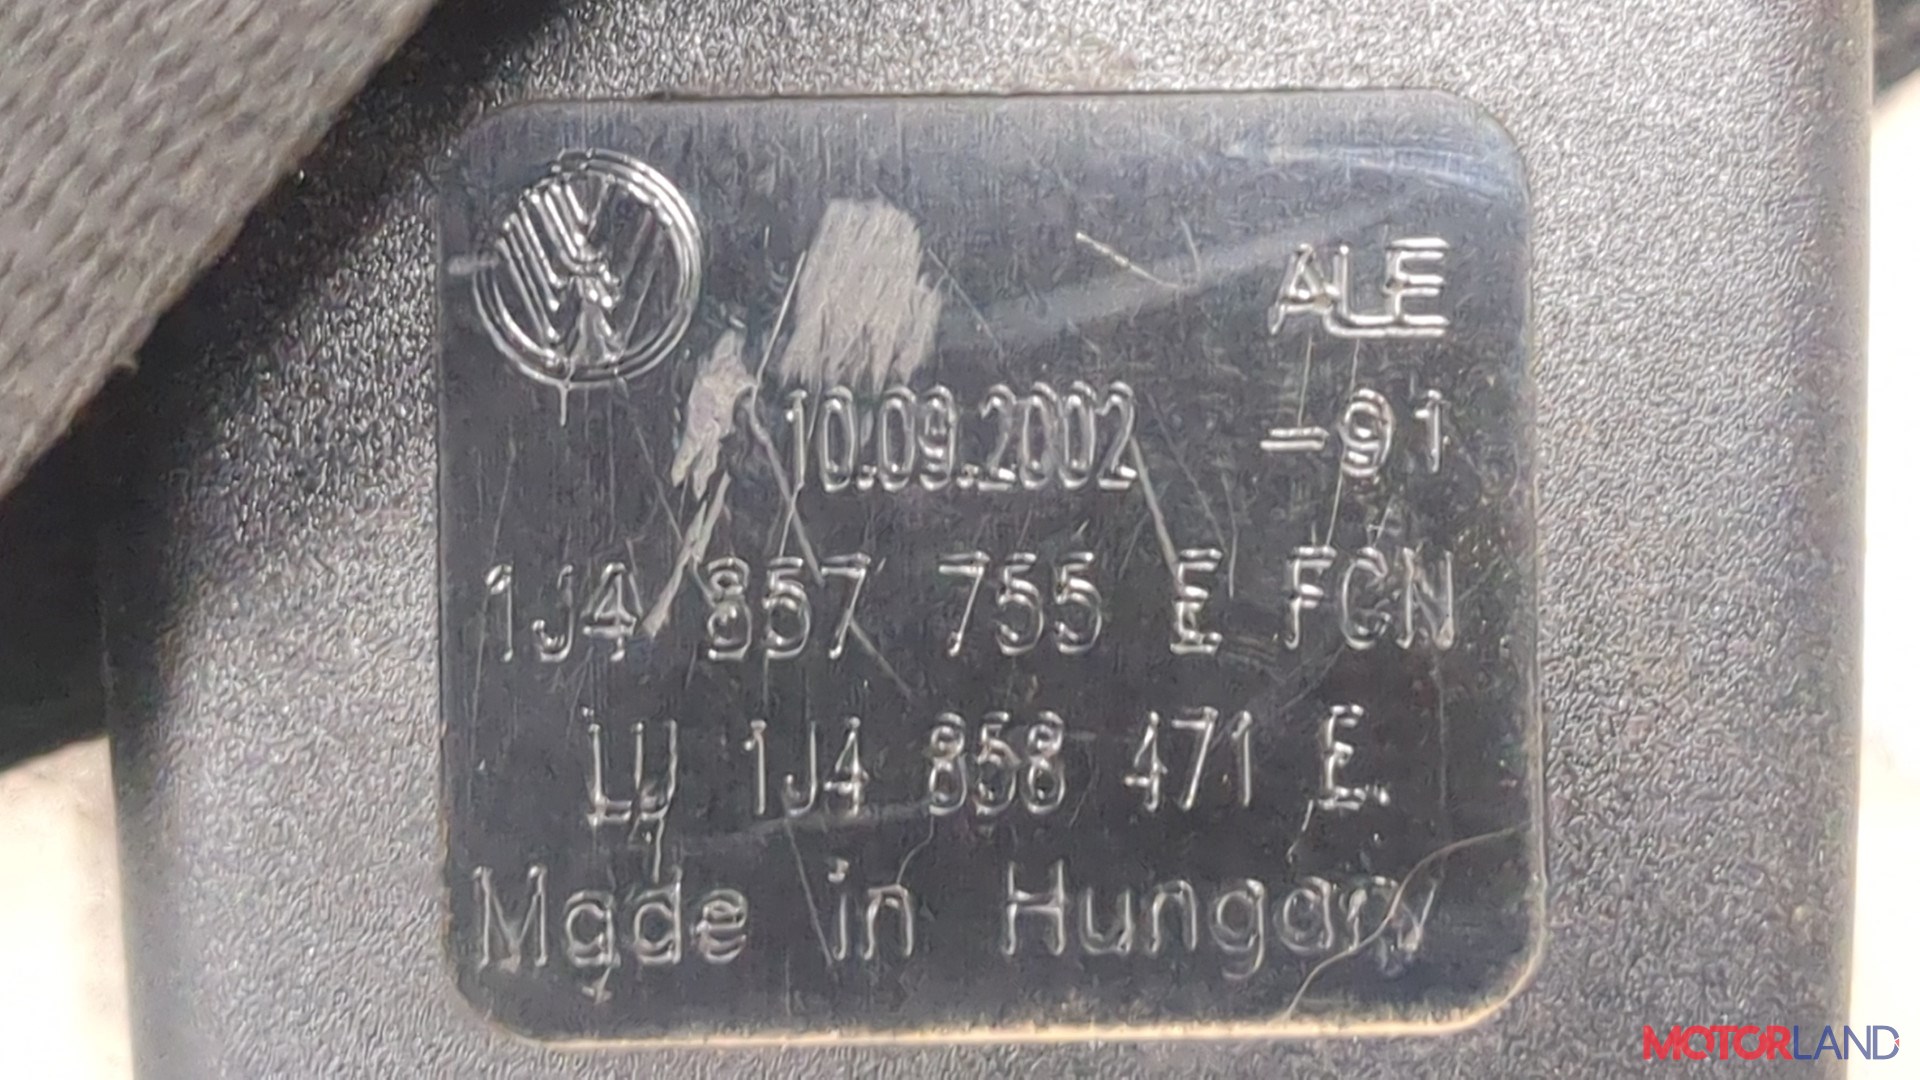 ALE
10.09.2002 -91
1J4 857 755 E FCN
LU 1J4 858 471 E.
Made in Hungary
MOTORLAND